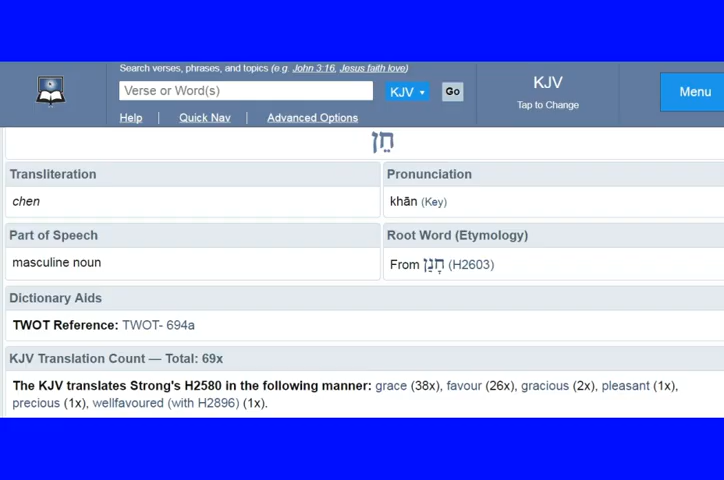 Search verses, phrases, and topics (e.g. John 3:16, Jesus faith love)
Verse or Word(s)
KJV
Go
KJV
Tap to Change
Menu
Help | Quick Nav | Advanced Options
חֵן
Transliteration
Pronunciation
chen
khān (Key)
Part of Speech
Root Word (Etymology)
masculine noun
From חָנַן (H2603)
Dictionary Aids
TWOT Reference: TWOT- 694a
KJV Translation Count — Total: 69x
The KJV translates Strong's H2580 in the following manner: grace (38x), favour (26x), gracious (2x), pleasant (1x),
precious (1x), wellfavoured (with H2896) (1x).